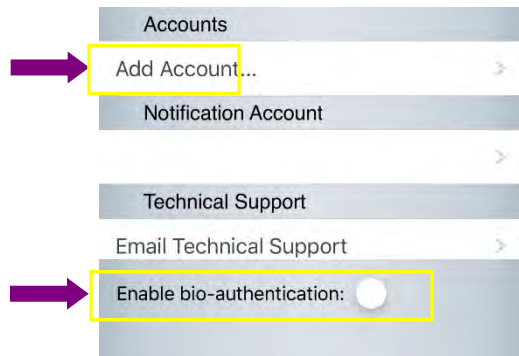 Accounts
Add Account...
Notification Account
Technical Support
Email Technical Support
Enable bio-authentication: